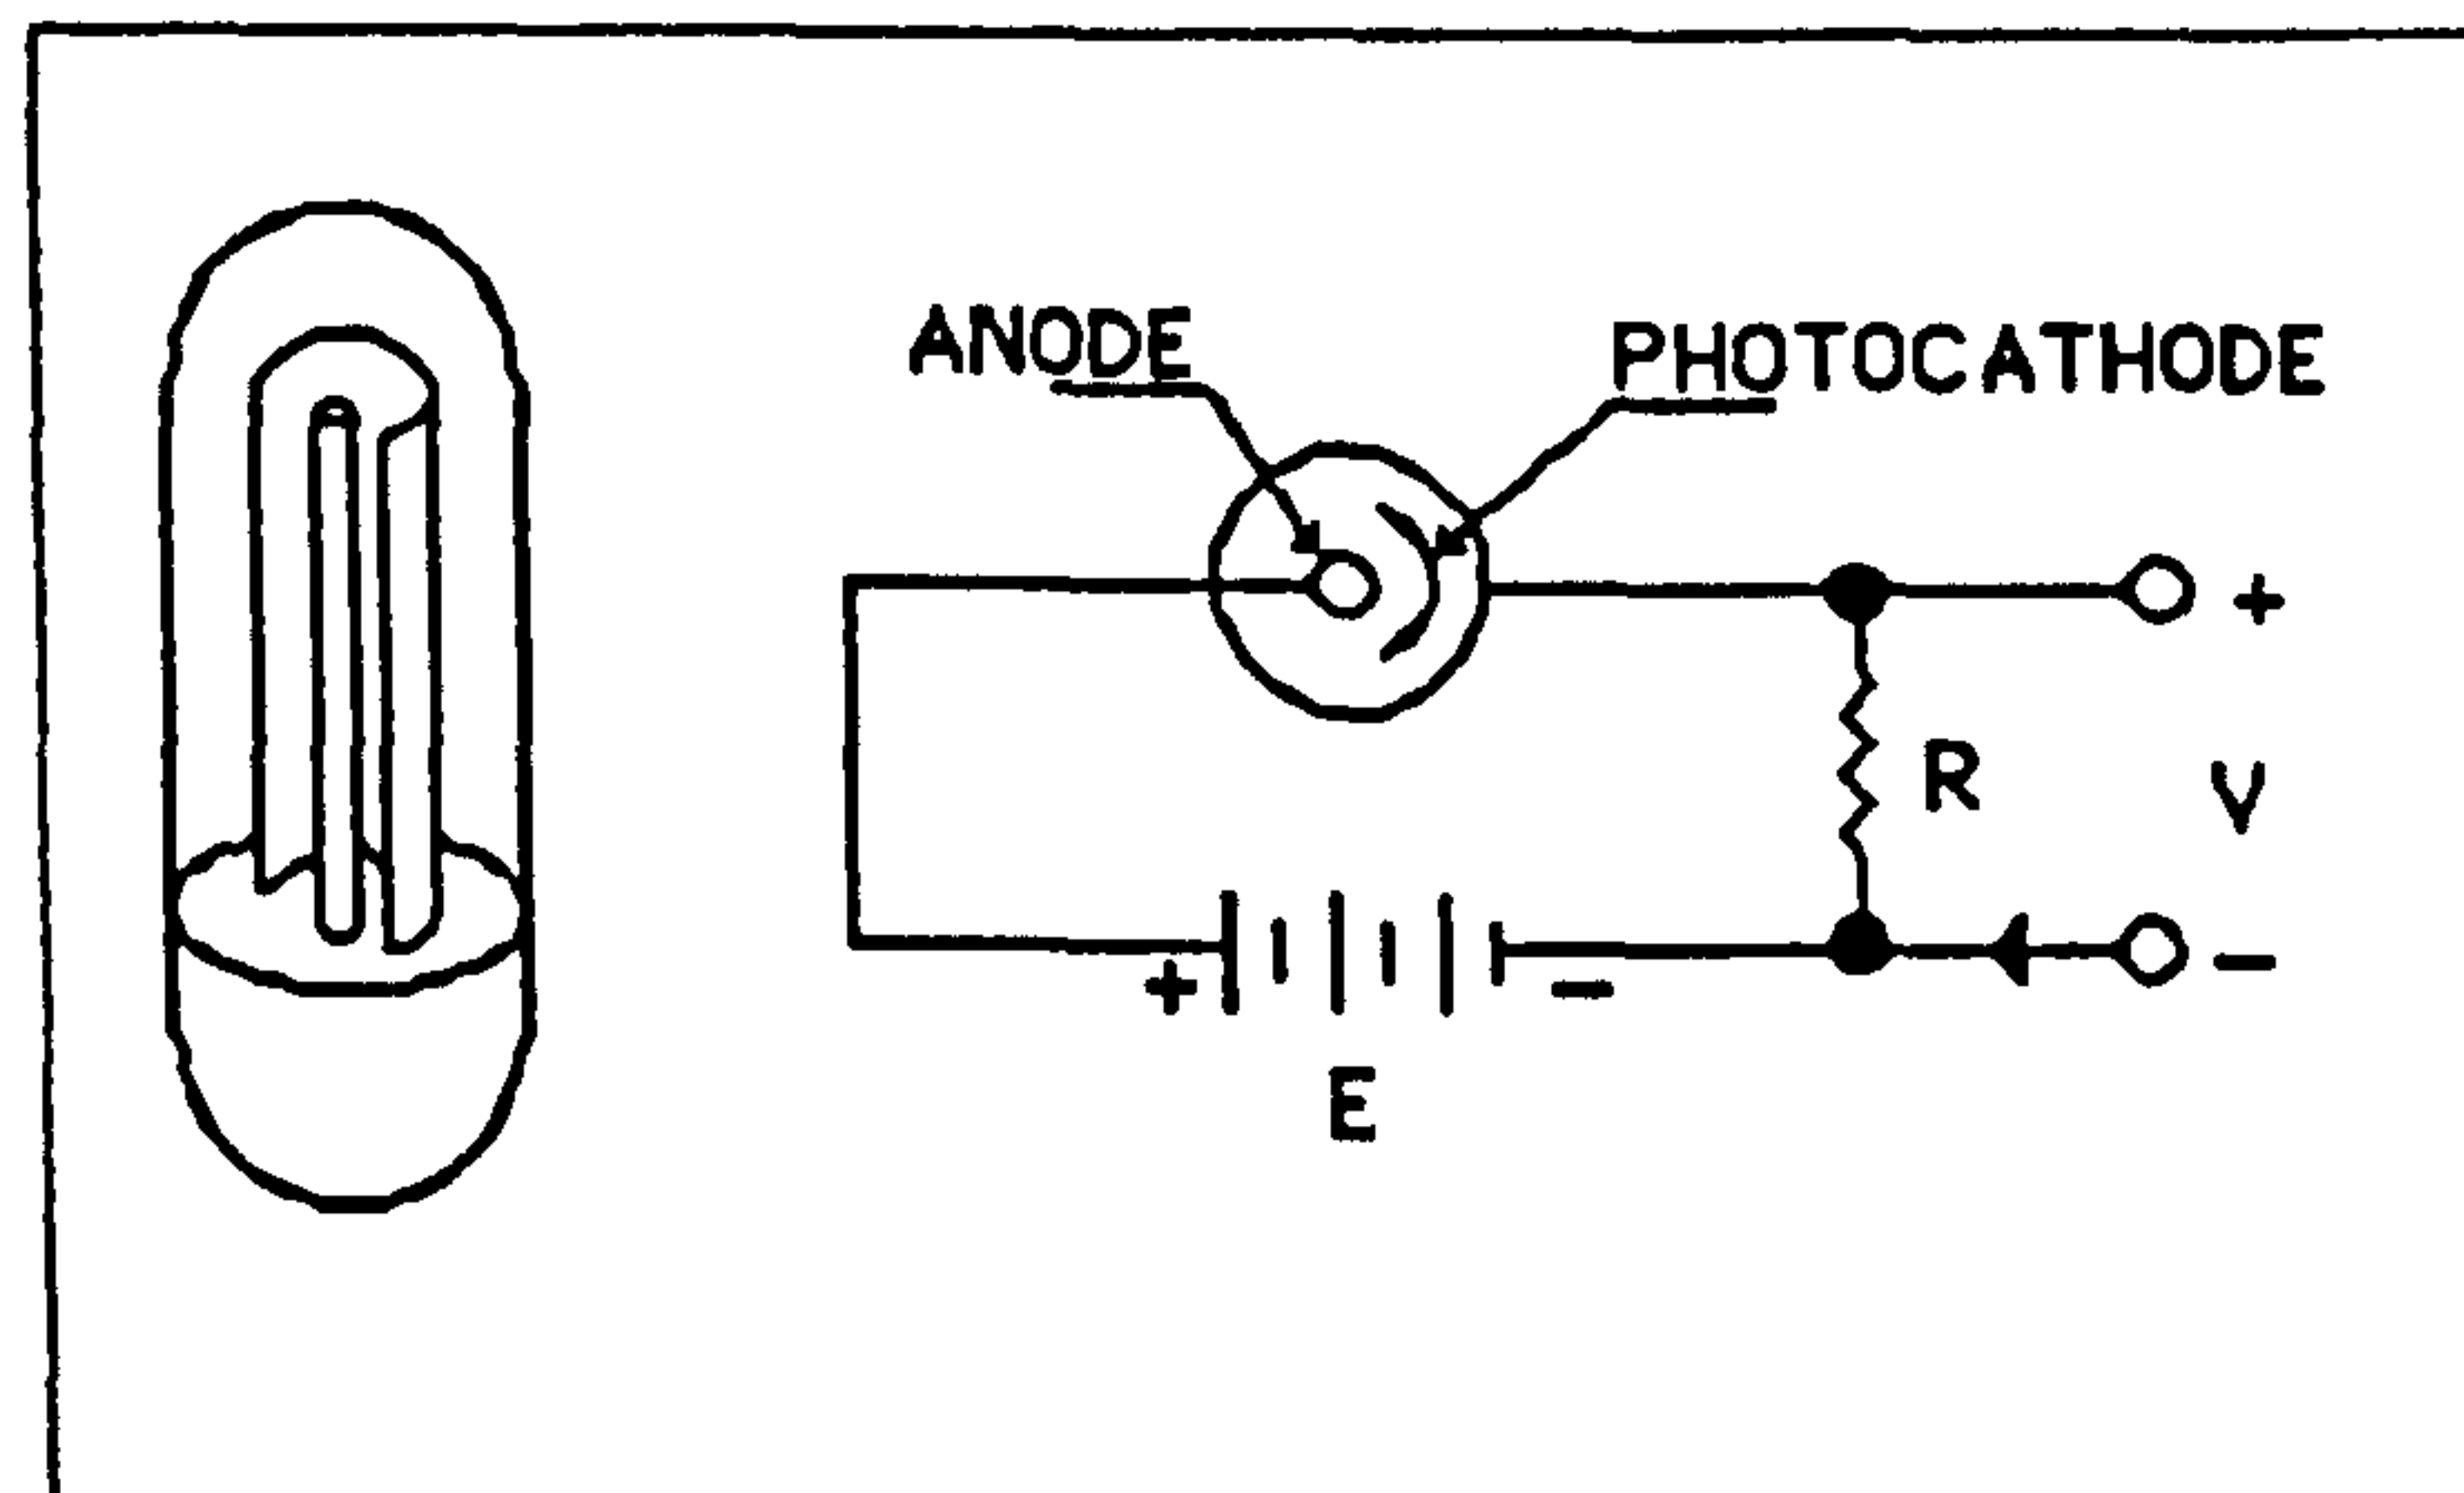 ANODE
PHOTOCATHODE
+
R
V
+ -
-
E